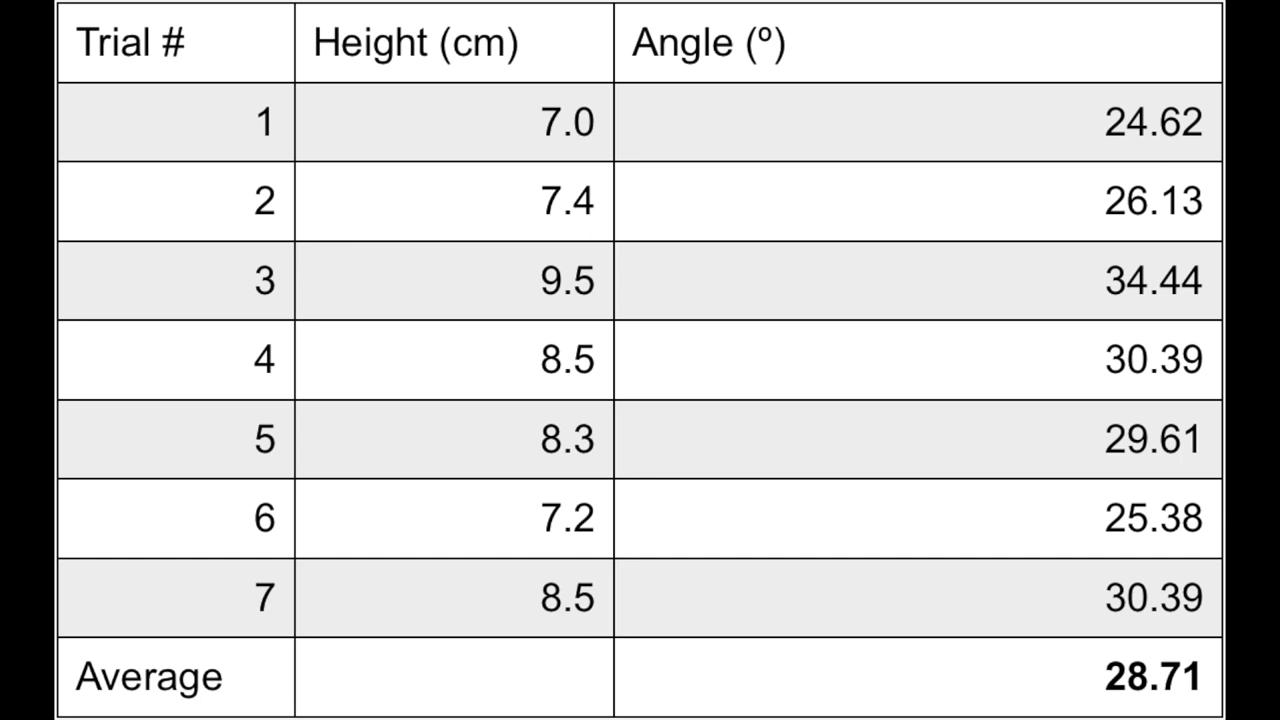 Trial # Height (cm) Angle (º)
1 7.0 24.62
2 7.4 26.13
3 9.5 34.44
4 8.5 30.39
5 8.3 29.61
6 7.2 25.38
7 8.5 30.39
Average 28.71